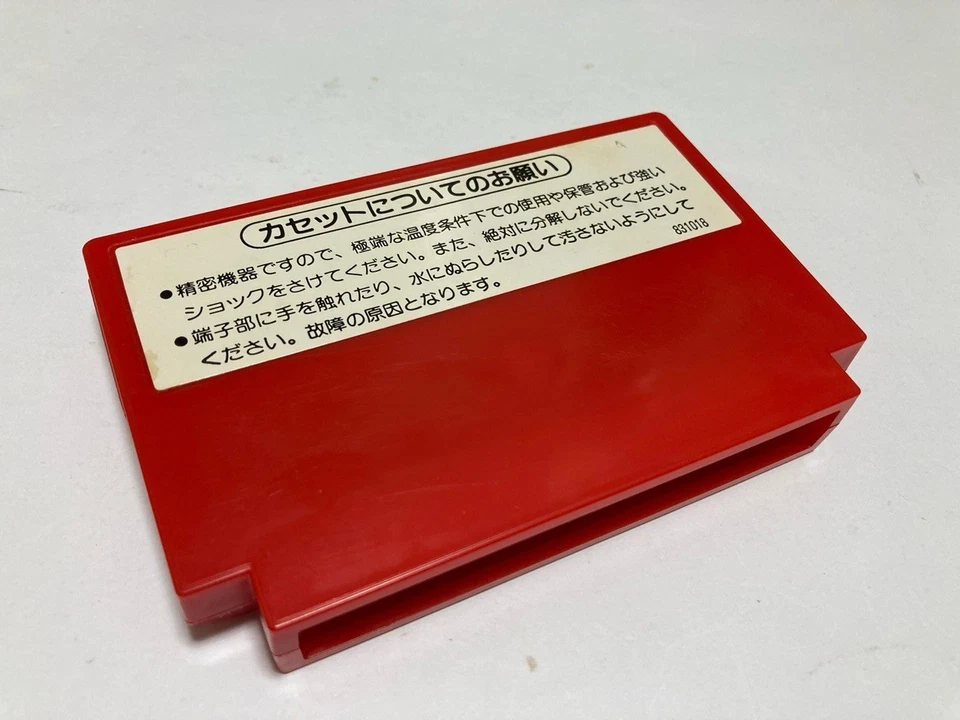 カセットについてのお願い
●精密機器ですので、極端な温度条件下での使用や保管および強い
ショックをさけてください。また、絶対に分解しないでください。
●端子部に手を触れたり、水にぬらしたりして汚さないようにして
ください。故障の原因となります。
831018